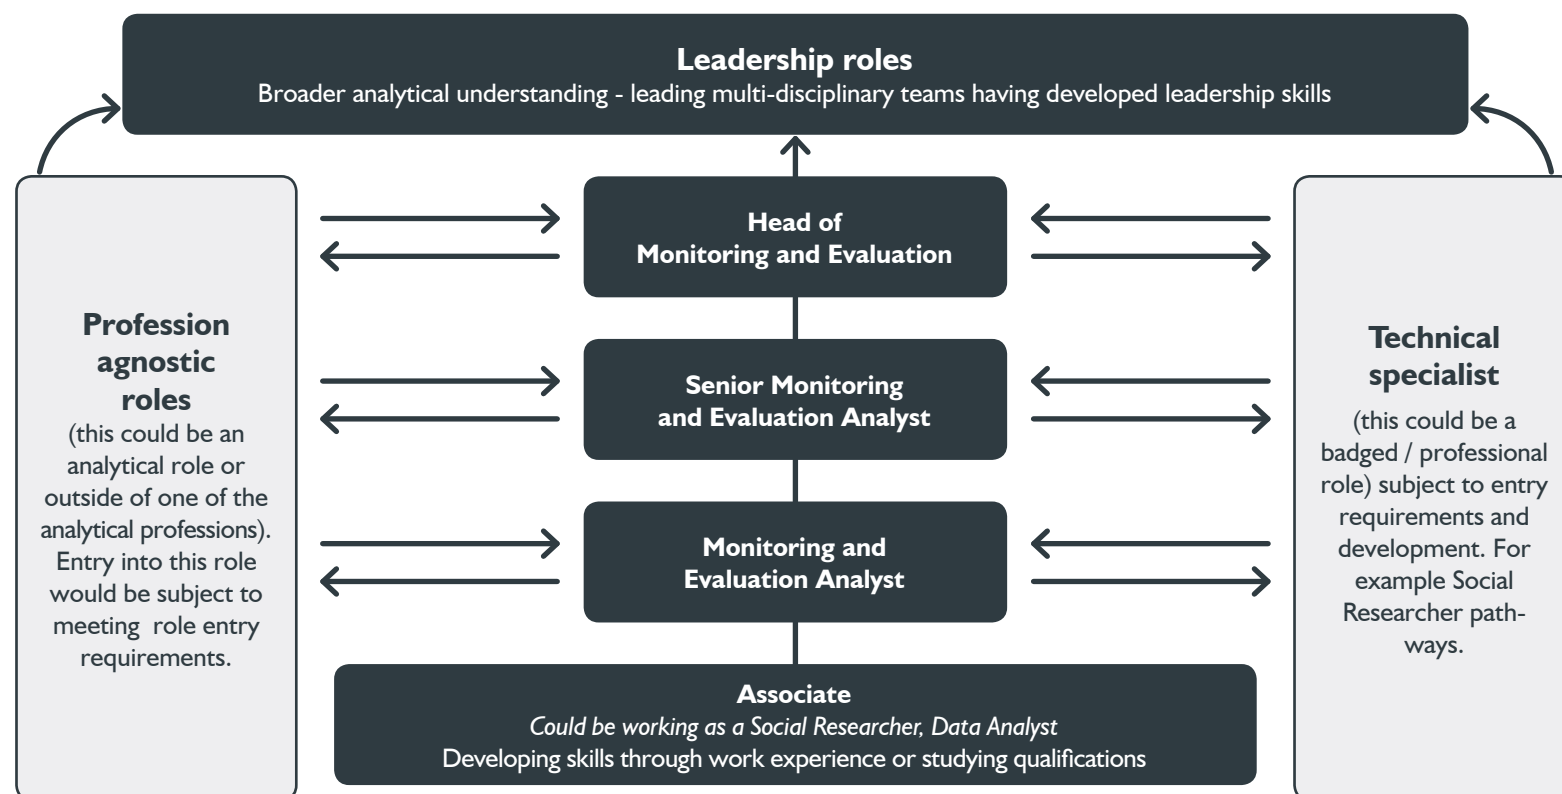 Leadership roles
Broader analytical understanding - leading multi-disciplinary teams having developed leadership skills
Head of
Monitoring and Evaluation
Profession
agnostic
roles
(this could be an
analytical role or
outside of one of the
analytical professions).
Entry into this role
would be subject to
meeting  role entry
requirements.
Senior Monitoring
and Evaluation Analyst
Technical
specialist
(this could be a
badged / professional
role) subject to entry
requirements and
development. For
example Social
Researcher path-
ways.
Monitoring and
Evaluation Analyst
Associate
Could be working as a Social Researcher, Data Analyst
Developing skills through work experience or studying qualifications